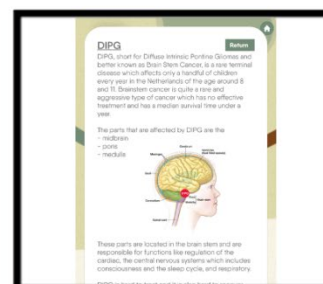 DIPG
Return
DIPG, short for Diffuse Intrinsic Pontine Gliomas and
better known as Brain Stem Cancer, is a rare terminal
disease which affects only a handful of children
every year in the Netherlands of the age around 8
and 11. Brainstem cancer is quite a rare and
aggressive type of cancer which has no effective
treatment and has a median survival time under a
year.
The parts that are affected by DIPG are the
- midbrain
- pons
- medulla
These parts are located in the brain stem and are
responsible for functions like regulation of the
cardiac, the central nervous systems which includes
consciousness and the sleep cycle, and respiratory.